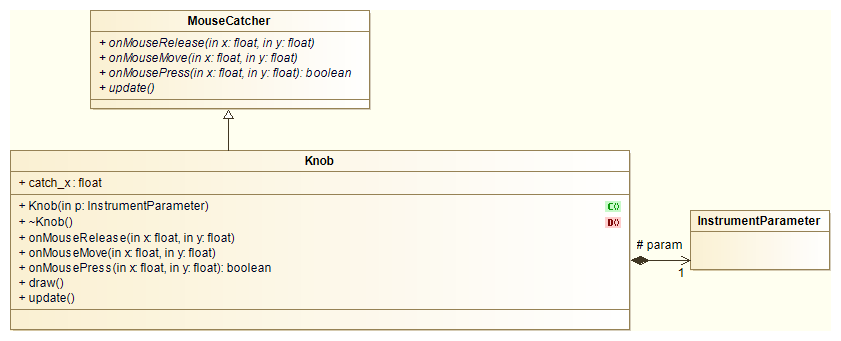 MouseCatcher
+ onMouseRelease(in x: float, in y: float)
+ onMouseMove(in x: float, in y: float)
+ onMousePress(in x: float, in y: float): boolean
+ update()
Knob
+ catch_x : float
+ Knob(in p: InstrumentParameter)
C()
+ ~Knob()
D()
+ onMouseRelease(in x: float, in y: float)
+ onMouseMove(in x: float, in y: float)
+ onMousePress(in x: float, in y: float): boolean
+ draw()
+ update()
# param
1
InstrumentParameter